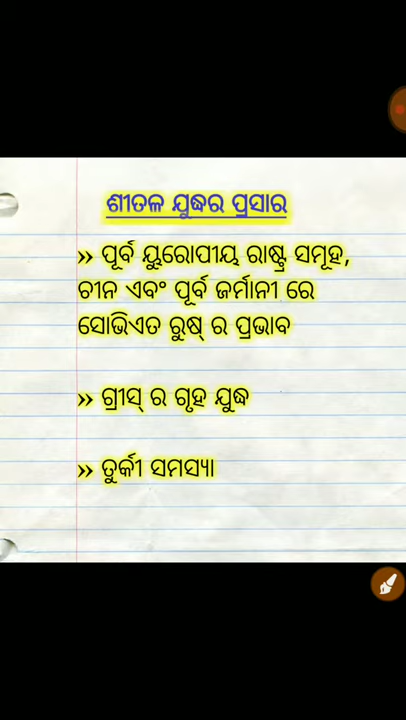 ଶୀତଳ ଯୁଦ୍ଧର ପ୍ରସାର
›› ପୂର୍ବ ୟୁରୋପୀୟ ରାଷ୍ଟ୍ର ସମୂହ,
ଚୀନ ଏବଂ ପୂର୍ବ ଜର୍ମାନୀ ରେ
ସୋଭିଏତ ରୁଷ୍ ର ପ୍ରଭାବ
›› ଗ୍ରୀସ୍ ର ଗୃହ ଯୁଦ୍ଧ
›› ତୁର୍କୀ ସମସ୍ୟା